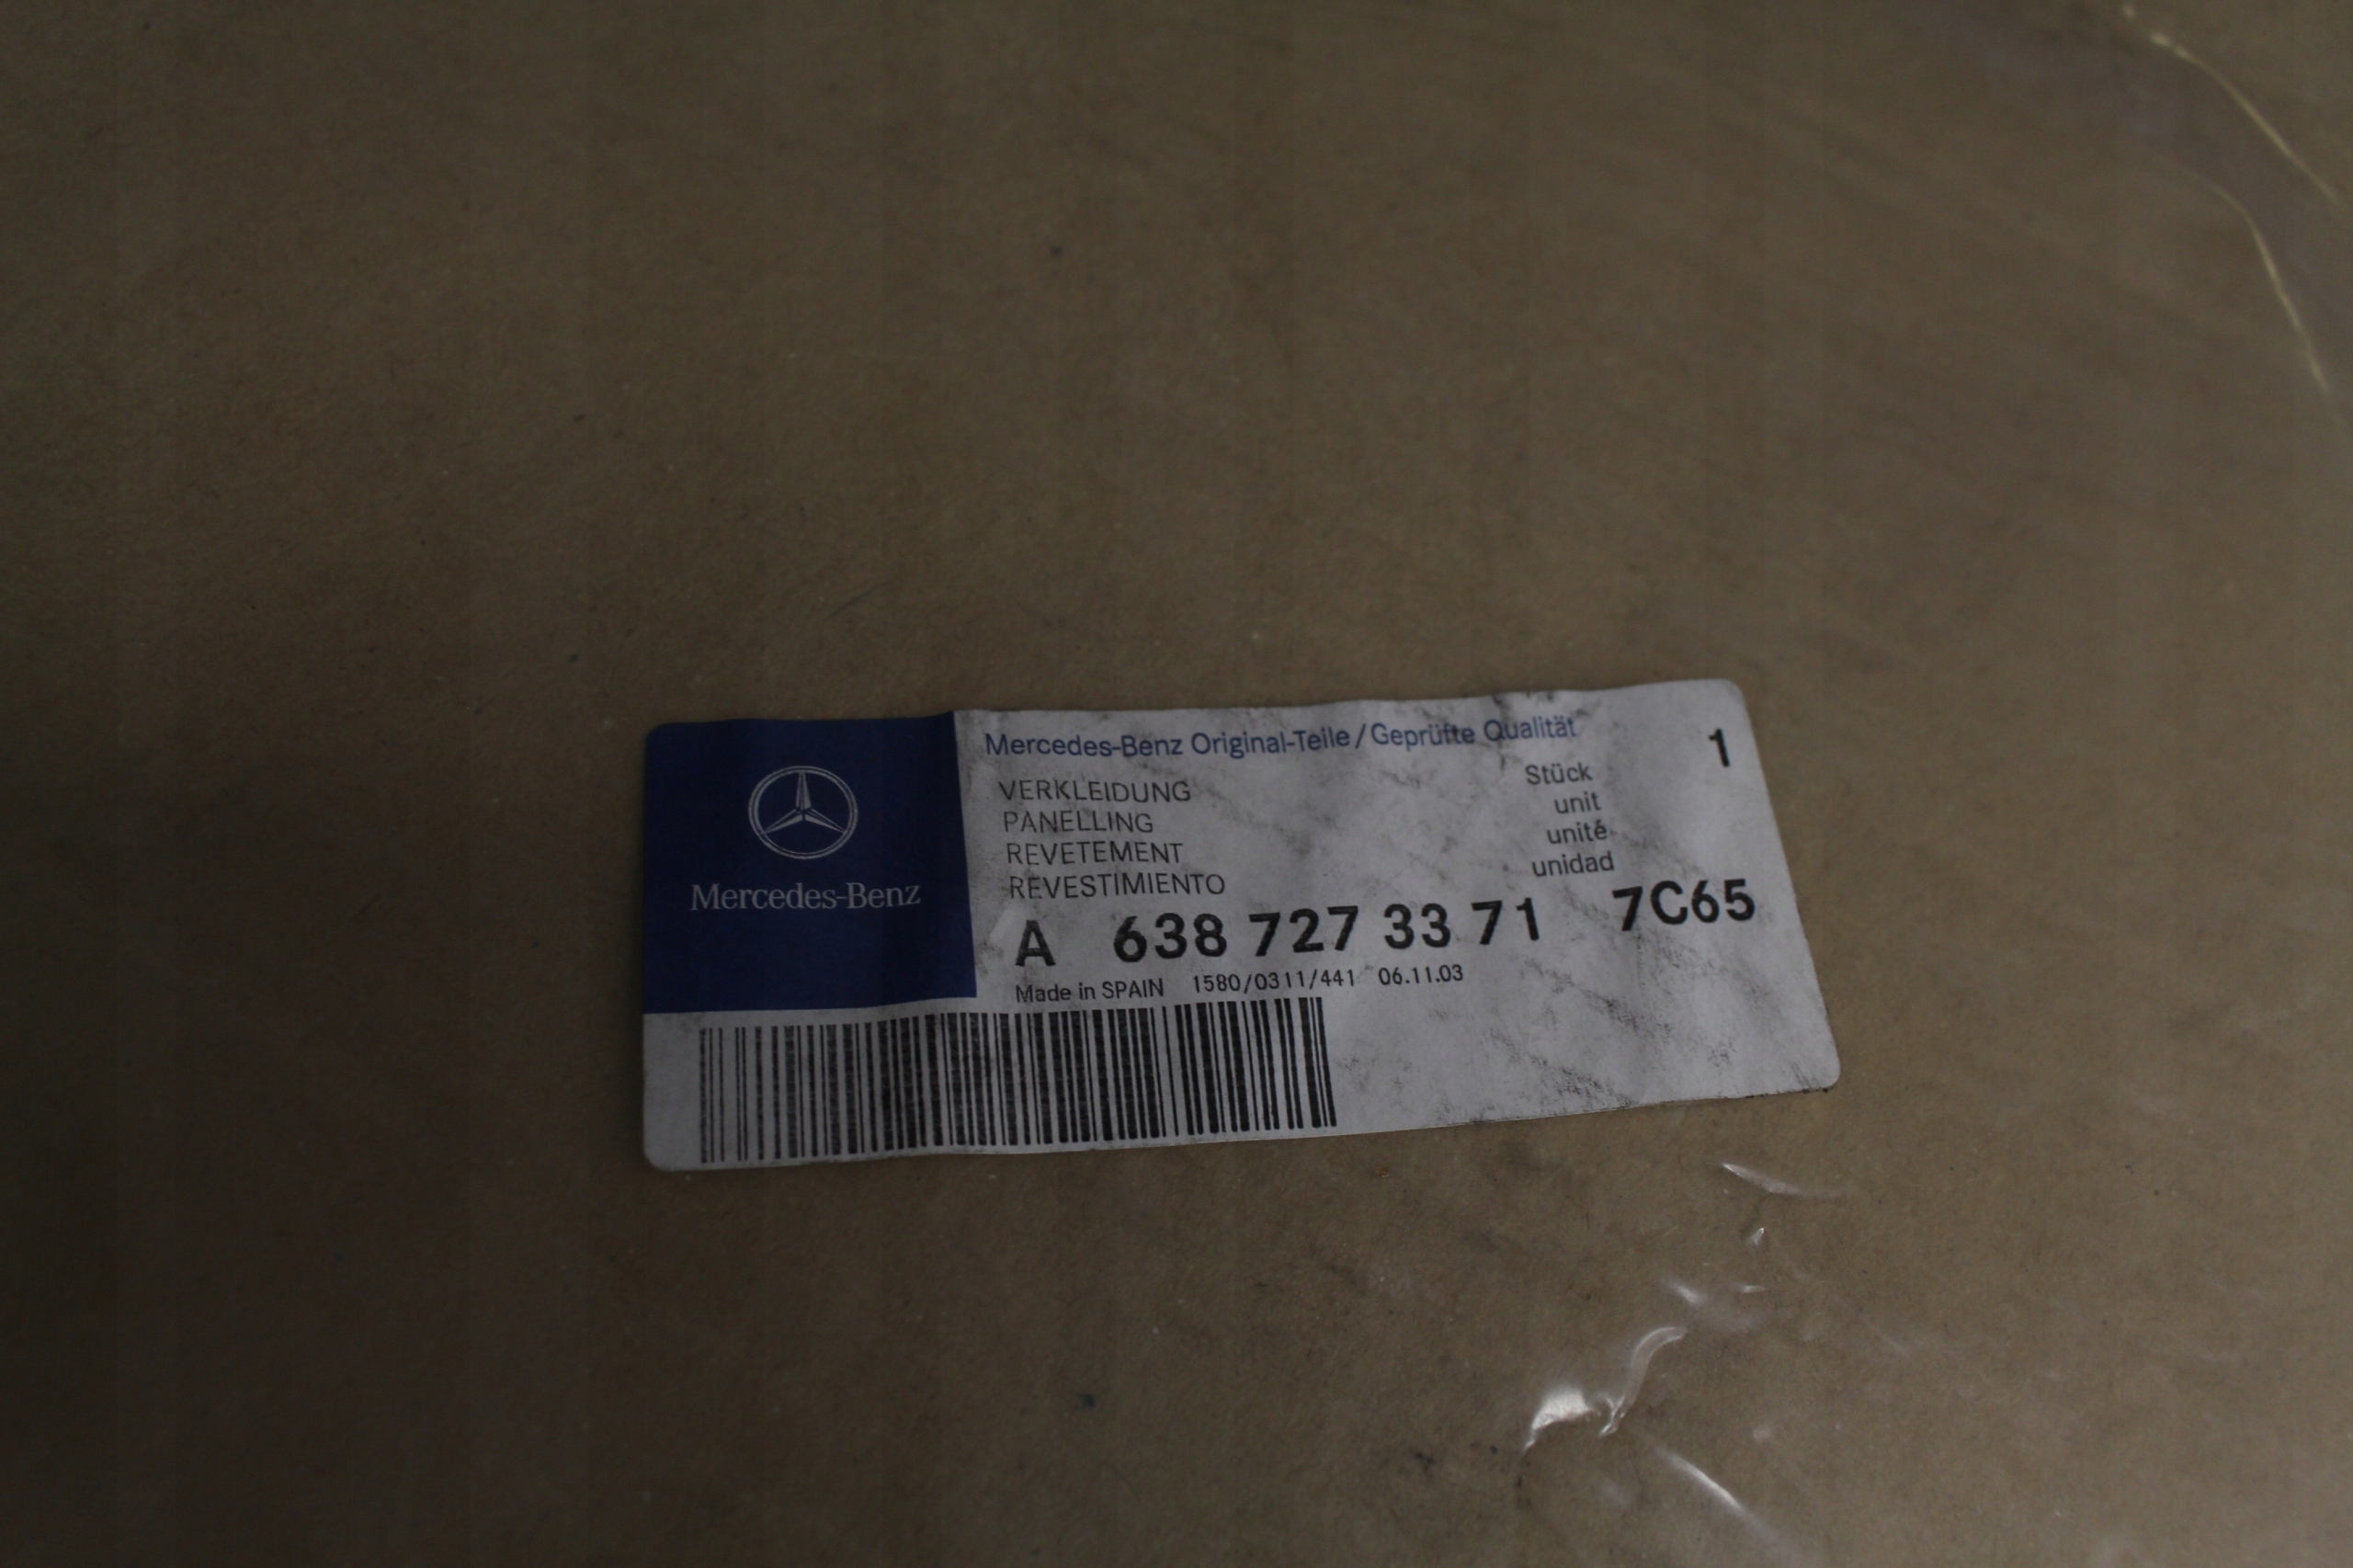 Mercedes-Benz
Mercedes-Benz Original-Teile/Geprüfte Qualität
1
VERKLEIDUNG
PANELLING
REVETEMENT
REVESTIMIENTO
Stück
unit
unité
unidad
A 638 727 33 71 7C65
Made in SPAIN 1580/0311/441 06.11.03